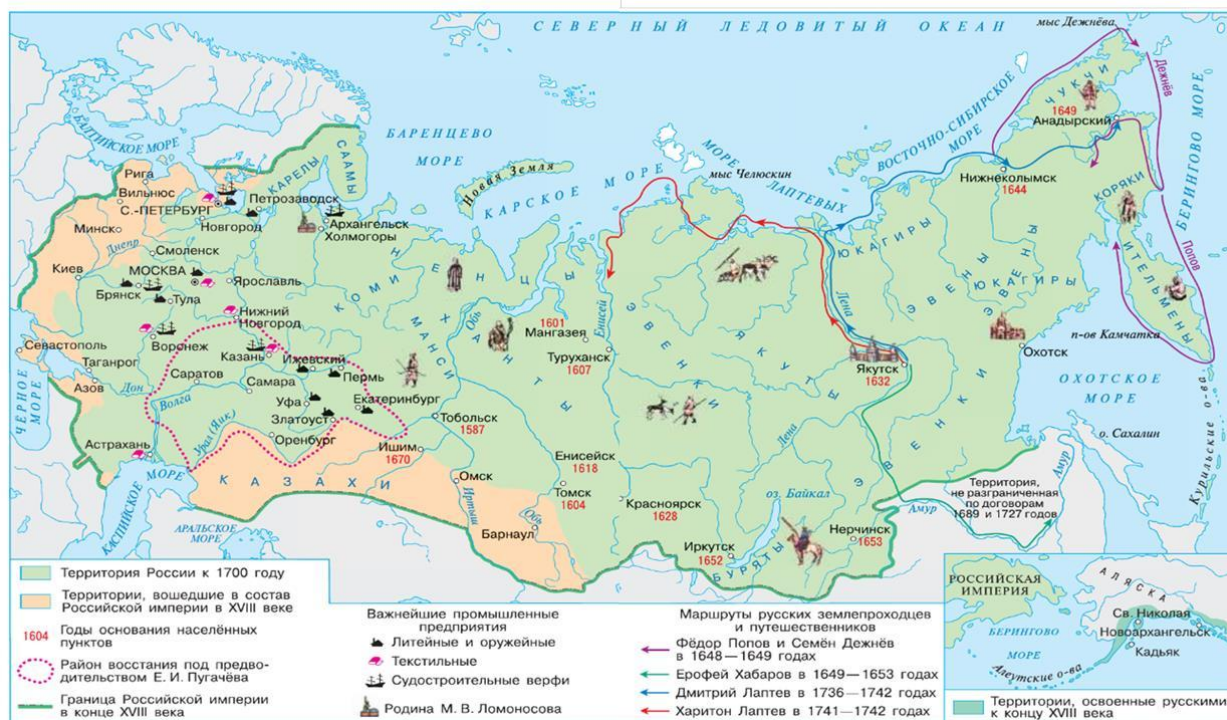 СЕВЕРНЫЙ ЛЕДОВИТЫЙ ОКЕАН
мыс Дежнёва
Дежнёв
БЕРИНГОВО МОРЕ
ЧУКЧИ
1649
Анадырский
БАРЕНЦЕВО
МОРЕ
Новая Земля
КАРСКОЕ МОРЕ
мыс Челюскин
МОРЕ
ЛАПТЕВЫХ
ВОСТОЧНО-СИБИРСКОЕ
МОРЕ
Нижнеколымск
1644
КОРЯКИ
Попов
ИТЕЛЬМЕНЫ
БАЛТИЙСКОЕ МОРЕ
Рига
Вильнюс
С.-ПЕТЕРБУРГ
КАРЕЛЫ
СААМЫ
Петрозаводск
Новгород
Архангельск
Холмогоры
Минск
Днепр
Смоленск
Киев
МОСКВА
Брянск
Тула
Ярославль
Нижний
Новгород
КОМИ
НЕНЦЫ
МАНСИ
ХАНТЫ
Обь
1601
Мангазея
Туруханск
1607
Енисей
ЭВЕНКИ
ЯКУТЫ
Лена
ЮКАГИРЫ
ЭВЕНЫ
ЭВЕНЫ
ЮКАГИРЫ
Якутск
1632
Охотск
п-ов Камчатка
ОХОТСКОЕ
МОРЕ
о. Сахалин
Курильские о-ва
Севастополь
Таганрог
Азов
Воронеж
Казань
Ижевский
Пермь
Саратов
Самара
Уфа
Екатеринбург
Златоуст
Оренбург
Дон
Волга
Урал (Яик)
ЧЁРНОЕ
МОРЕ
Астрахань
КАСПИЙСКОЕ МОРЕ
АРАЛЬСКОЕ
МОРЕ
КАЗАХИ
Тобольск
1587
Ишим
1670
Омск
Иртыш
Обь
Барнаул
Енисейск
1618
Томск
1604
Красноярск
1628
Лена
оз. Байкал
Иркутск
1652
БУРЯТЫ
Нерчинск
1653
ЭВЕНКИ
Амур
Амур
Территория,
не разграниченная
по договорам
1689 и 1727 годов
РОССИЙСКАЯ
ИМПЕРИЯ
АЛЯСКА
Св. Николая
Новоархангельск
Кадьяк
БЕРИНГОВО
МОРЕ
Алеутские о-ва
Территории, освоенные русскими
к концу XVIII века
Территория России к 1700 году
Территории, вошедшие в состав
Российской империи в XVIII веке
1604 Годы основания населённых
пунктов
Район восстания под предво-
дительством Е. И. Пугачёва
Граница Российской империи
в конце XVIII века
Важнейшие промышленные
предприятия
Литейные и оружейные
Текстильные
Судостроительные верфи
Родина М. В. Ломоносова
Маршруты русских землепроходцев
и путешественников
Фёдор Попов и Семён Дежнёв
в 1648—1649 годах
Ерофей Хабаров в 1649—1653 годах
Дмитрий Лаптев в 1736—1742 годах
Харитон Лаптев в 1741—1742 годах